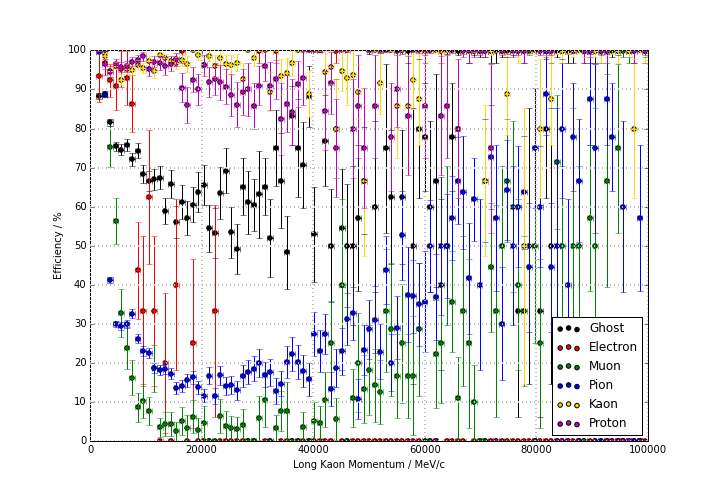 100
90
80
70
60
50
40
30
20
10
0
Efficiency / %
0 20000 40000 60000 80000 100000
Long Kaon Momentum / MeV/c
Ghost
Electron
Muon
Pion
Kaon
Proton